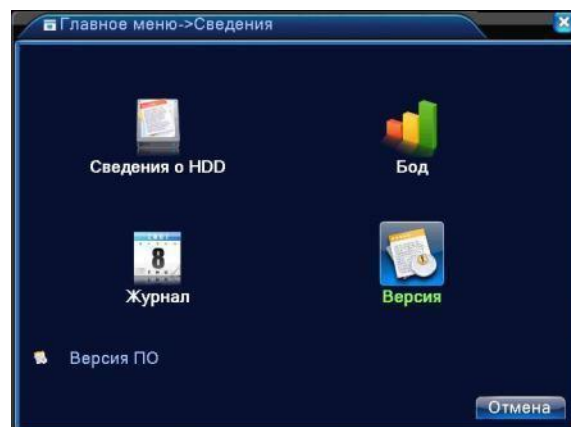 Главное меню->Сведения
Сведения о HDD
Бод
8
Журнал
Версия
Версия ПО
Отмена